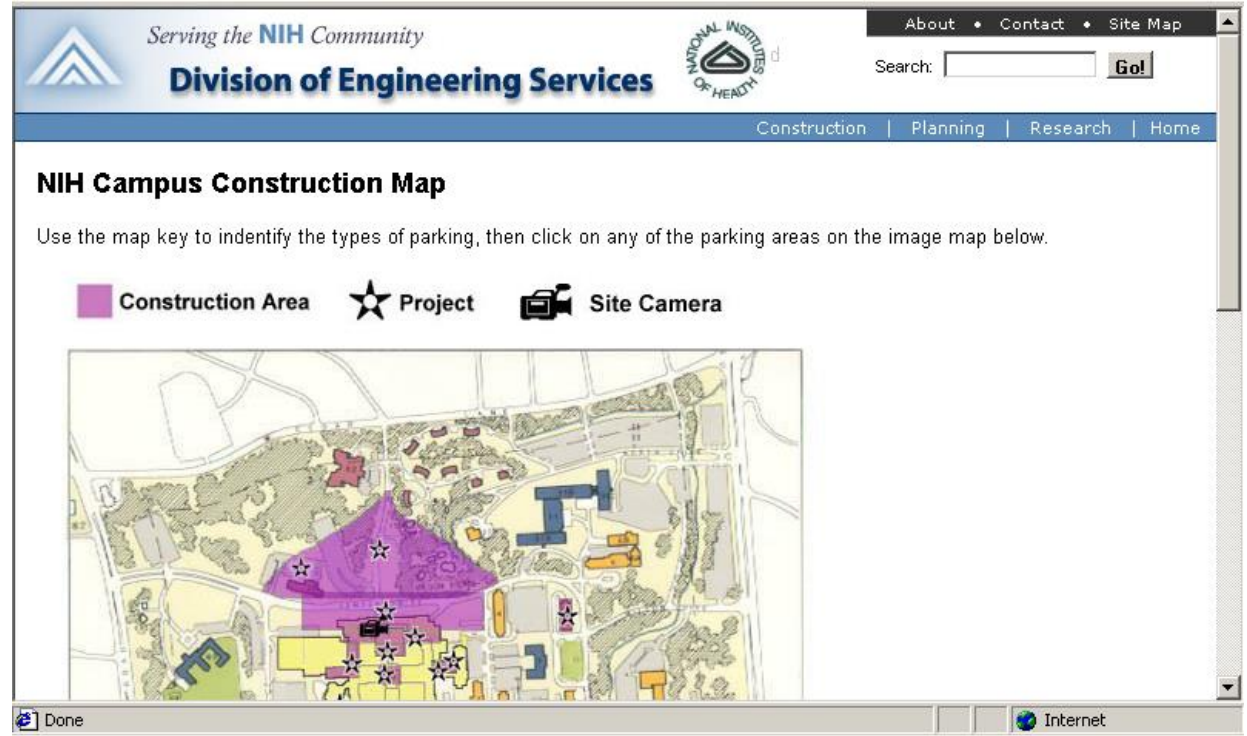 Serving the NIH Community
Division of Engineering Services
NATIONAL INSTITUTES OF HEALTH
d
About • Contact • Site Map
Search:
Go!
Construction | Planning | Research | Home
NIH Campus Construction Map
Use the map key to indentify the types of parking, then click on any of the parking areas on the image map below.
Construction Area
Project
Site Camera
Done
Internet